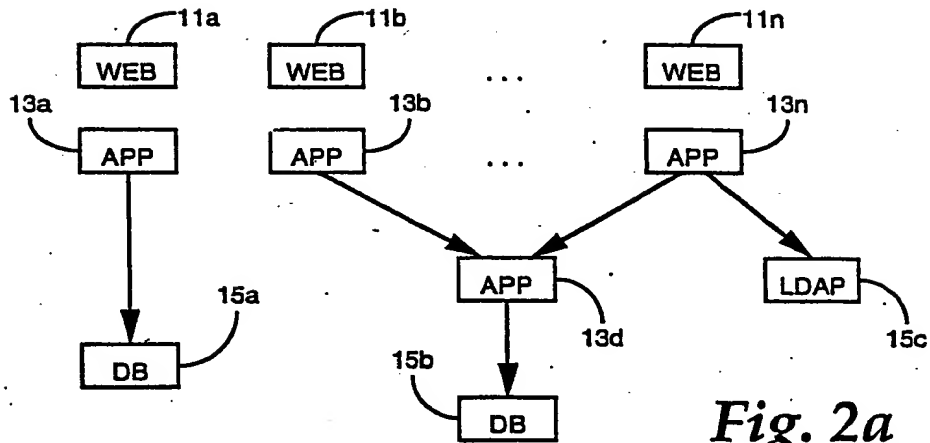 11a
11b
11n
WEB
WEB
...
WEB
13a
13b
13n
APP
APP
...
APP
APP
LDAP
15a
13d
15c
DB
15b
DB
Fig. 2a